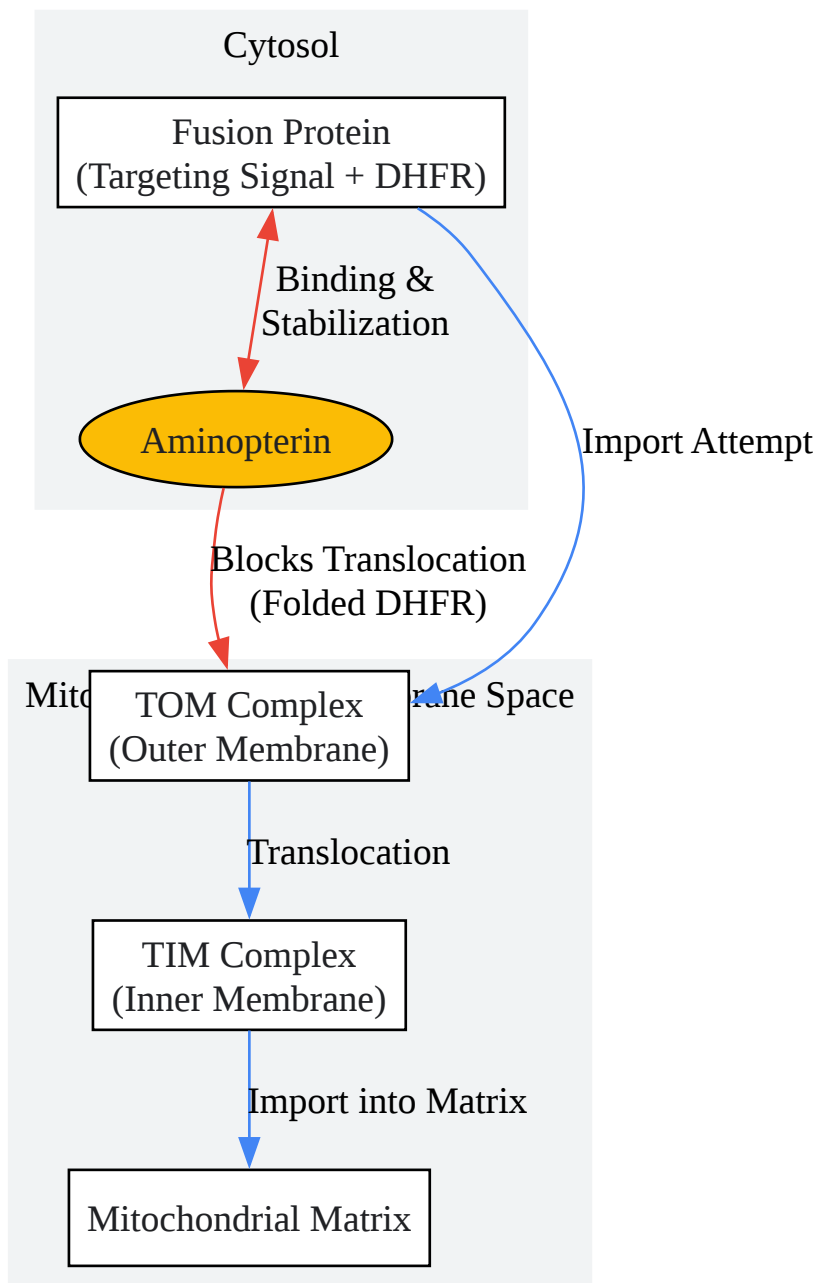 Cytosol
Fusion Protein
(Targeting Signal + DHFR)
Binding &
Stabilization
Aminopterin
Import Attempt
Blocks Translocation
(Folded DHFR)
Space
TOM Complex
(Outer Membrane)
Translocation
TIM Complex
(Inner Membrane)
Import into Matrix
Mitochondrial Matrix